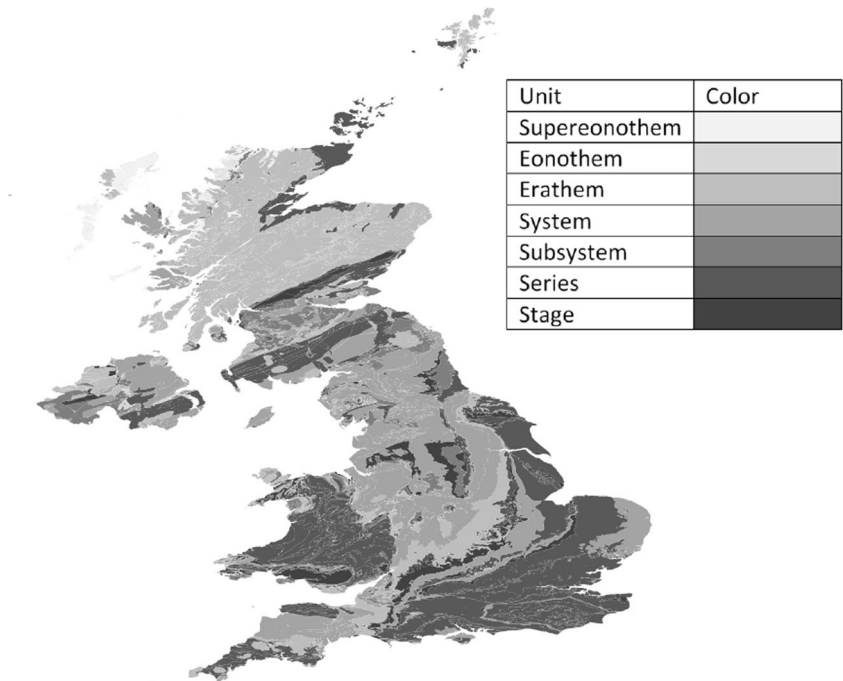 Unit Color
Supereonothem
Eonothem
Erathem
System
Subsystem
Series
Stage